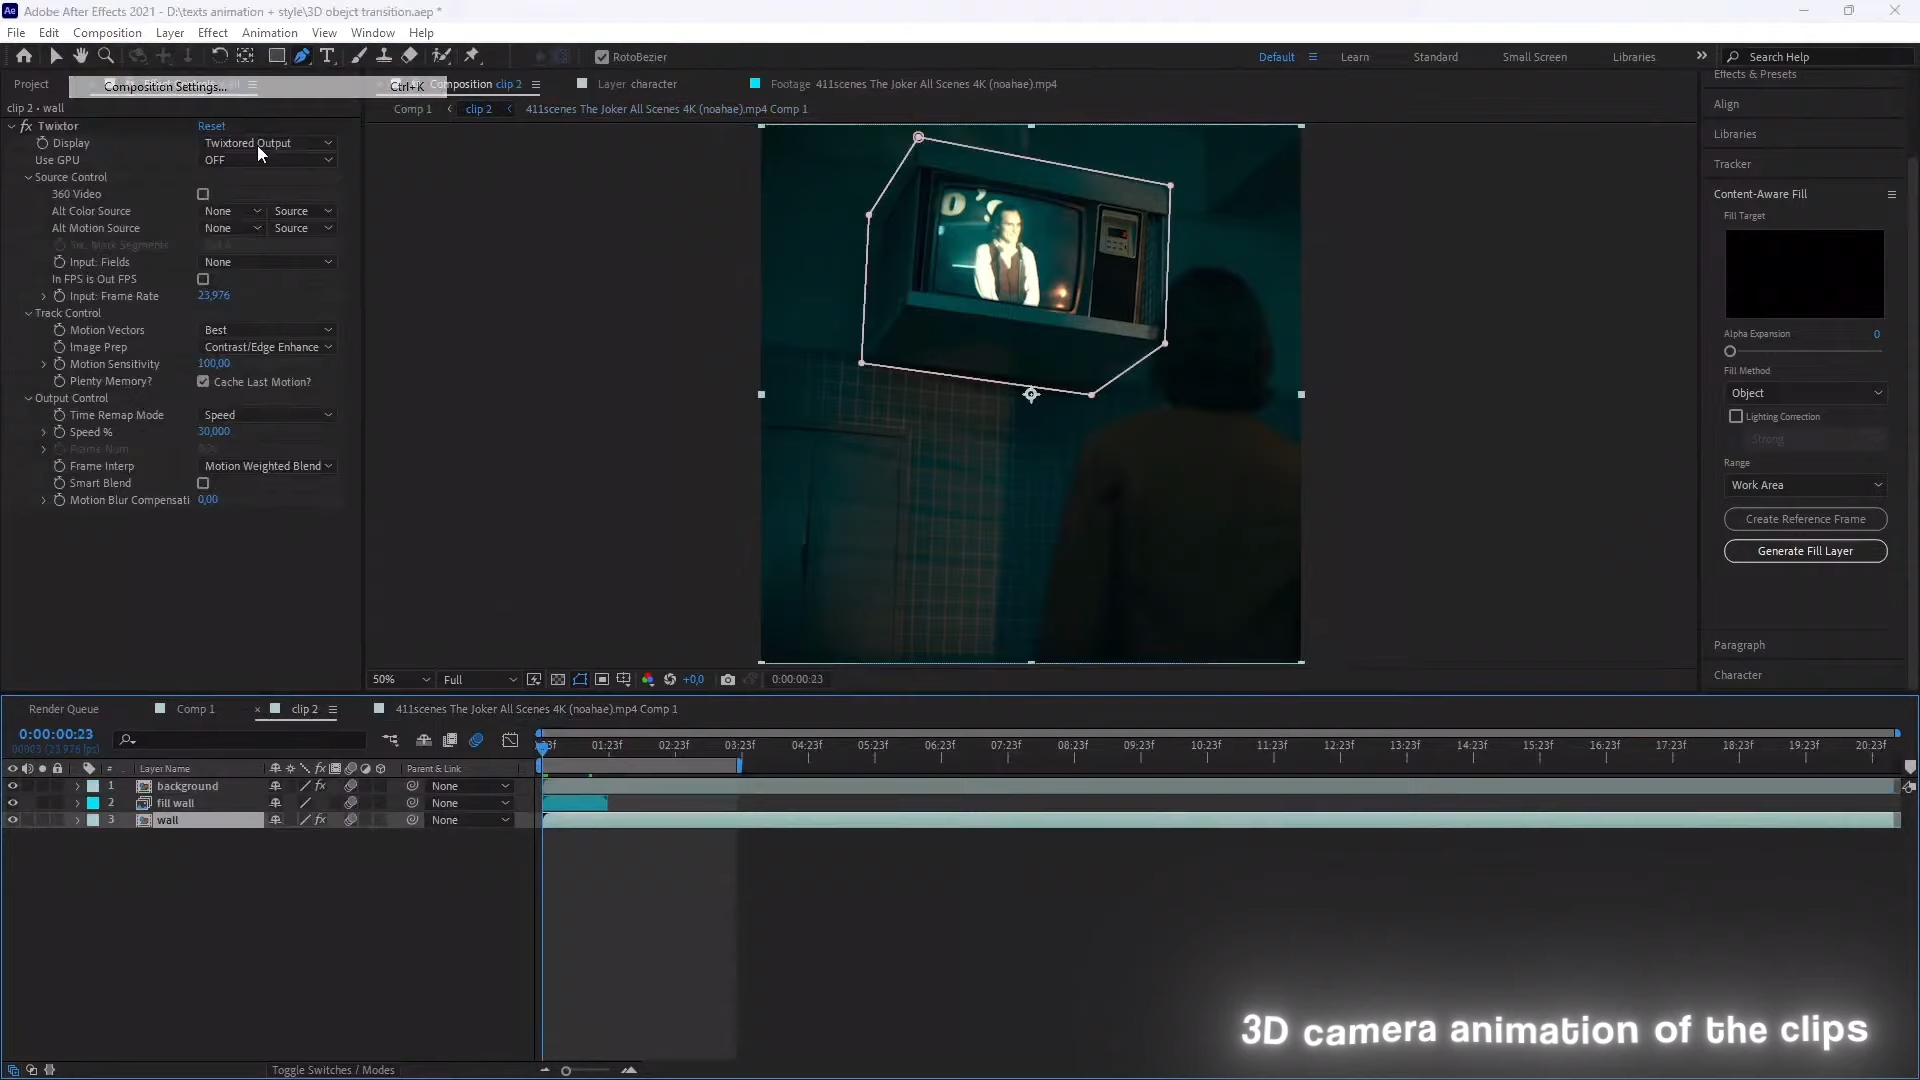 Ae Adobe After Effects 2021 - D:\texts animation + style\3D obejct transition.aep *
File Edit Composition Layer Effect Animation View Window Help
RotoBezier Default Learn Standard Small Screen Libraries Search Help
Project Composition Settings... Ctrl+K Composition clip 2 Layer character Footage 411scenes The Joker All Scenes 4K (noahae).mp4
clip 2 • wall
Comp 1 clip 2 411scenes The Joker All Scenes 4K (noahae).mp4 Comp 1
fx Twixtor Reset
Display Twixtored Output
Use GPU OFF
Source Control
360 Video
Alt Color Source None Source
Alt Motion Source None Source
Input: Fields None
In FPS is Out FPS
Input: Frame Rate 23,976
Track Control
Motion Vectors Best
Image Prep Contrast/Edge Enhance
Motion Sensitivity 100,00
Plenty Memory? Cache Last Motion?
Output Control
Time Remap Mode Speed
Speed % 30,000
Frame Num
Frame Interp Motion Weighted Blend
Smart Blend
Motion Blur Compensati 0,00
Effects & Presets
Align
Libraries
Tracker
Content-Aware Fill
Fill Target
Alpha Expansion 0
Fill Method
Object
Lighting Correction
Strong
Range
Work Area
Create Reference Frame
Generate Fill Layer
Paragraph
Character
50% Full +0,0 0:00:00:23
Render Queue Comp 1 clip 2 411scenes The Joker All Scenes 4K (noahae).mp4 Comp 1
0:00:00:23
00023 (23.976 fps)
01:23f 02:23f 03:23f 04:23f 05:23f 06:23f 07:23f 08:23f 09:23f 10:23f 11:23f 12:23f 13:23f 14:23f 15:23f 16:23f 17:23f 18:23f 19:23f 20:23f
# Layer Name fx Parent & Link
1 background fx None
2 fill wall None
3 wall fx None
3D camera animation of the clips
Toggle Switches / Modes